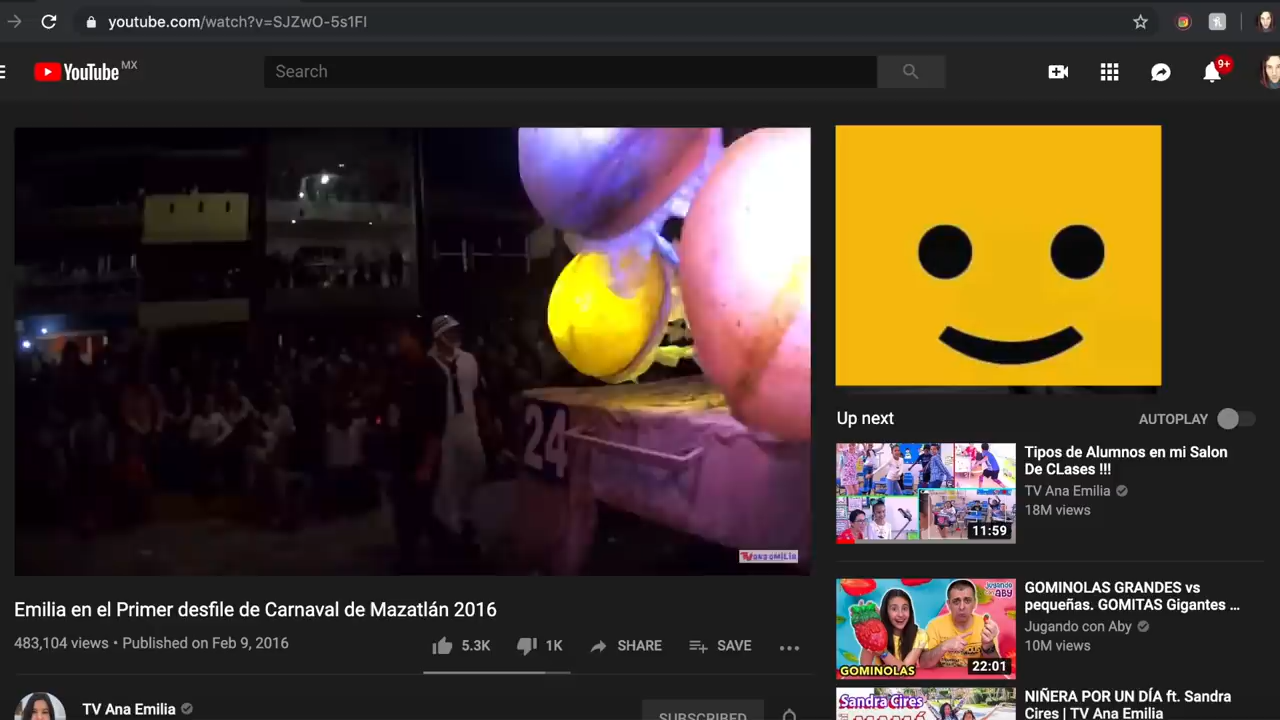 youtube.com/watch?v=SJZwO-5s1FI
YouTube MX
Search
9+
24
TV ana emilia
Up next
AUTOPLAY
Tipos de Alumnos en mi Salon
De CLases !!!
TV Ana Emilia
18M views
11:59
GOMINOLAS GRANDES vs
pequeñas. GOMITAS Gigantes ...
Jugando con Aby
10M views
Jugando con ABY
GOMINOLAS
22:01
NIÑERA POR UN DÍA ft. Sandra
Cires | TV Ana Emilia
Sandra Cires
Emilia en el Primer desfile de Carnaval de Mazatlán 2016
483,104 views • Published on Feb 9, 2016
5.3K
1K
SHARE
SAVE
TV Ana Emilia
SUBSCRIBED